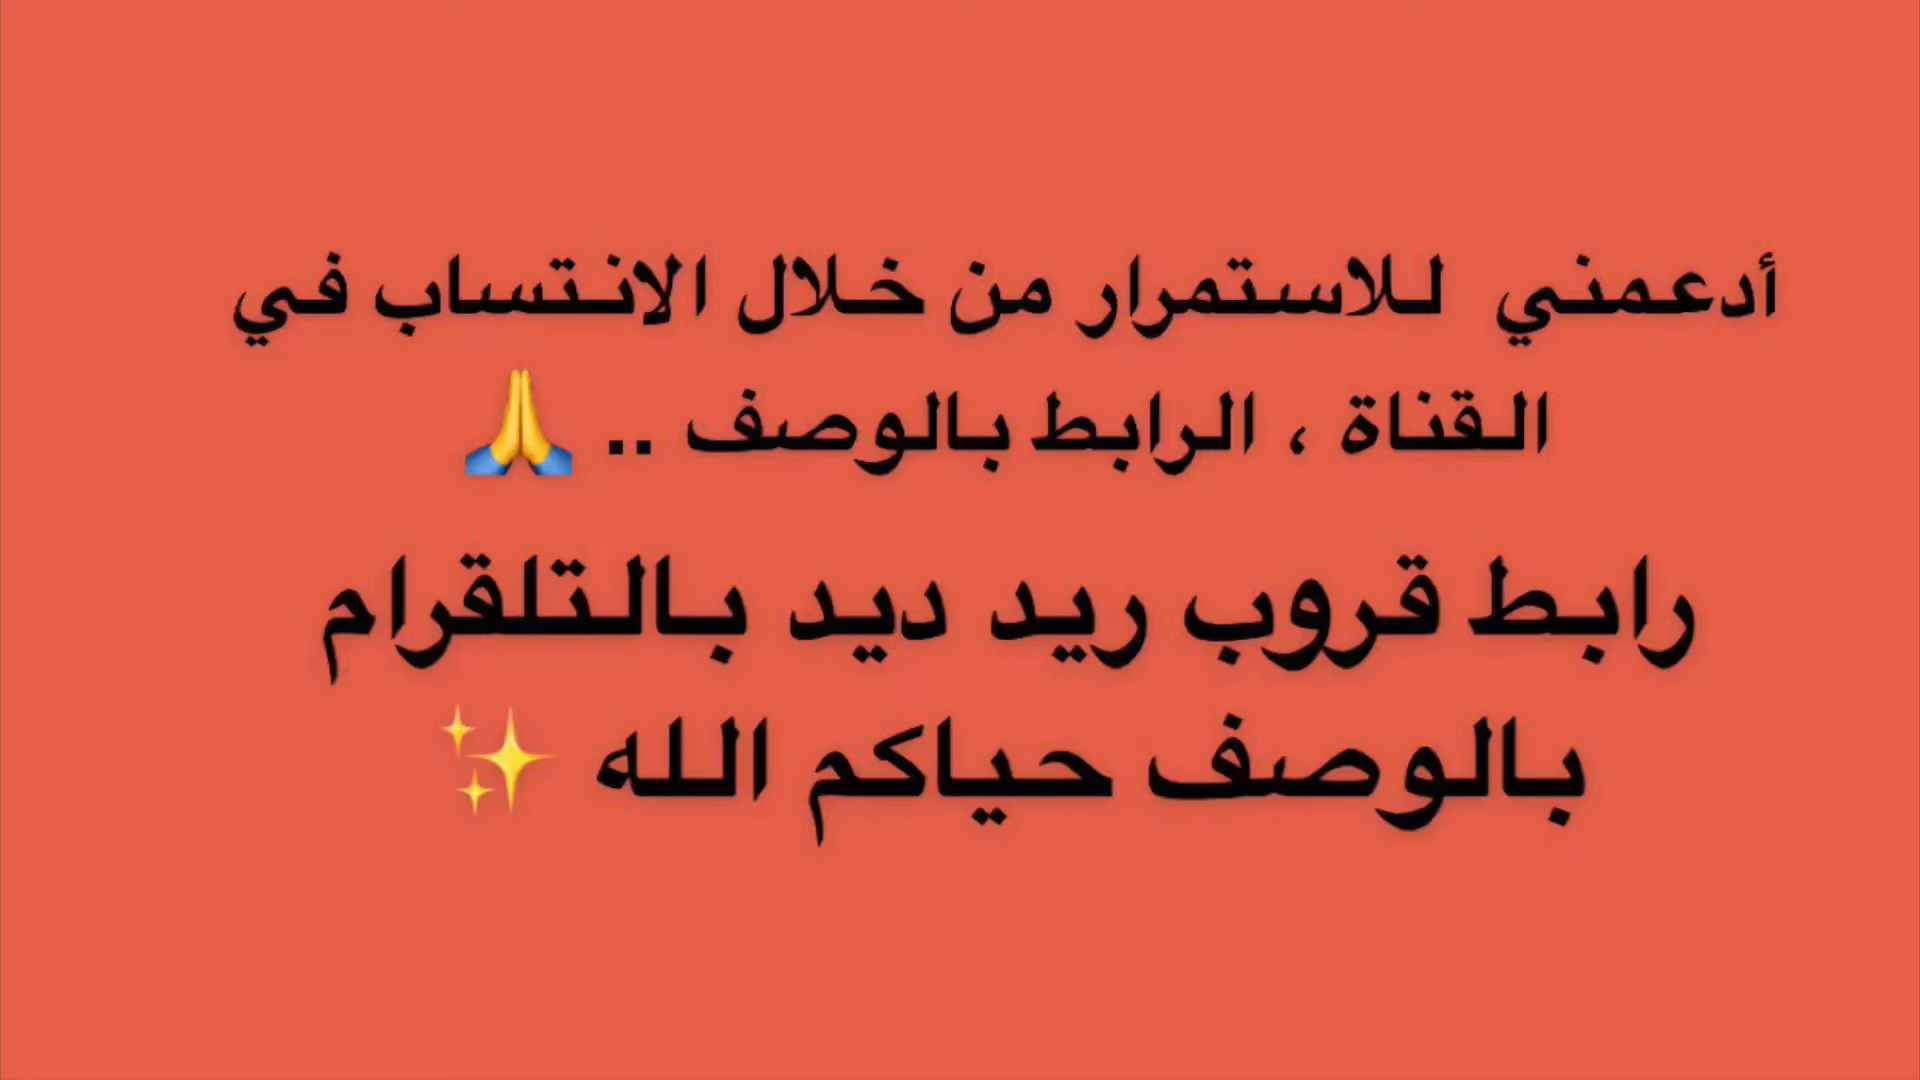 أدعمني للاستمرار من خلال الانتساب في
القناة ، الرابط بالوصف .. 🙏
رابط قروب ريد ديد بالتلقرام
بالوصف حياكم الله ✨